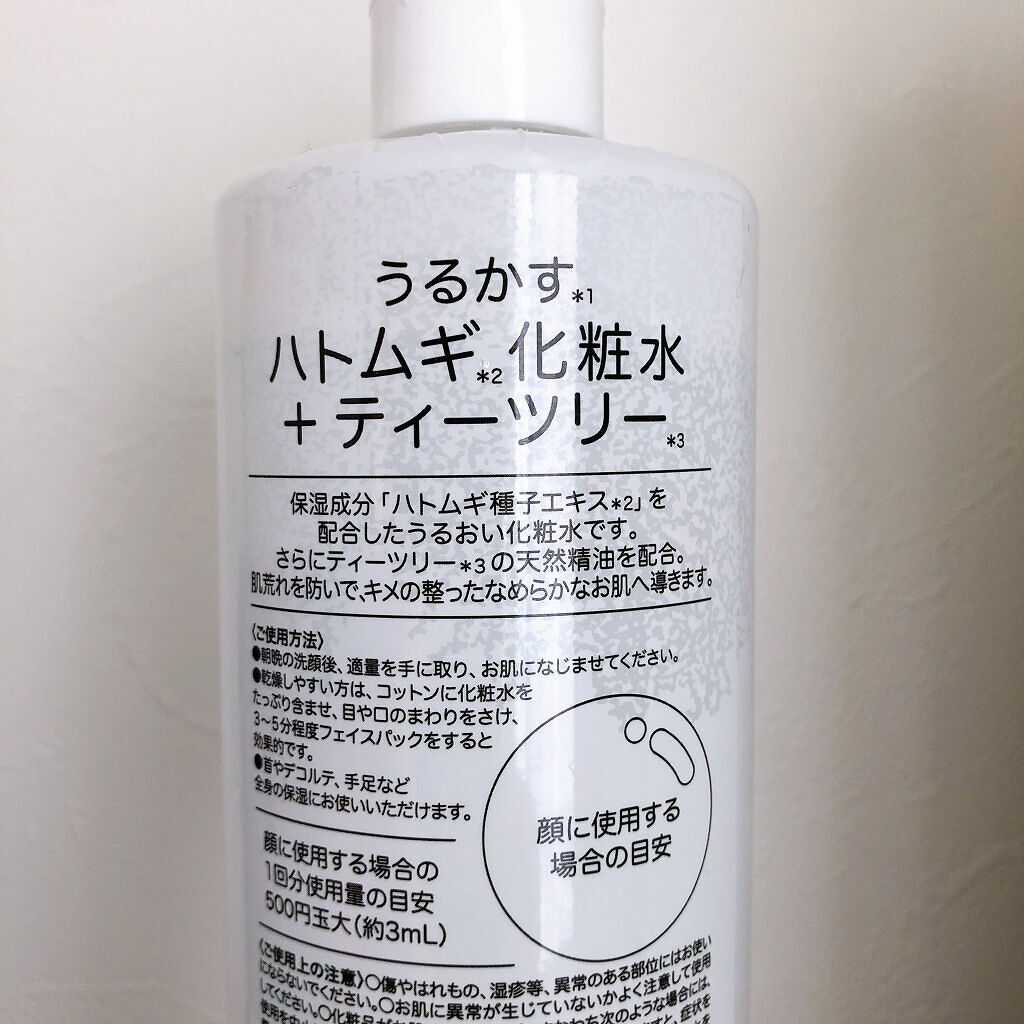 うるかす*1
ハトムギ*2化粧水
+ティーツリー*3
保湿成分「ハトムギ種子エキス*2」を
配合したうるおい化粧水です。
さらにティーツリー*3の天然精油を配合。
肌荒れを防いで、キメの整ったなめらかなお肌へ導きます。
〈ご使用方法〉
●朝晩の洗顔後、適量を手に取り、お肌になじませてください。
●乾燥しやすい方は、コットンに化粧水を
たっぷり含ませ、目や口のまわりをさけ、
3〜5分程度フェイスパックをすると
効果的です。
●首やデコルテ、手足など
全身の保湿にお使いいただけます。
顔に使用する場合の
1回分使用量の目安
500円玉大(約3mL)
顔に使用する
場合の目安
〈ご使用上の注意〉○傷やはれもの、湿疹等、異常のある部位にはお使い
にならないでください。○お肌に異常が生じていないかよく注意して使用
してください。○化粧品がお肌 次のような場合には、
使用を中 すと、症状を